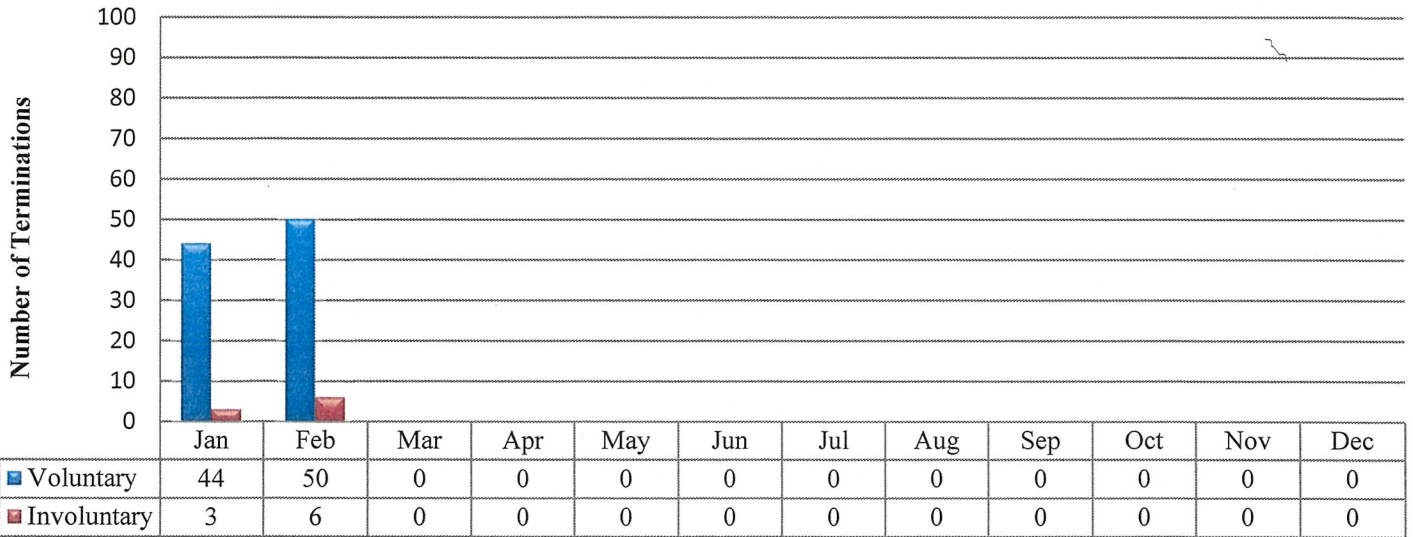 Number of Terminations
100
90
80
70
60
50
40
30
20
10
0
Jan Feb Mar Apr May Jun Jul Aug Sep Oct Nov Dec
Voluntary 44 50 0 0 0 0 0 0 0 0 0 0
Involuntary 3 6 0 0 0 0 0 0 0 0 0 0